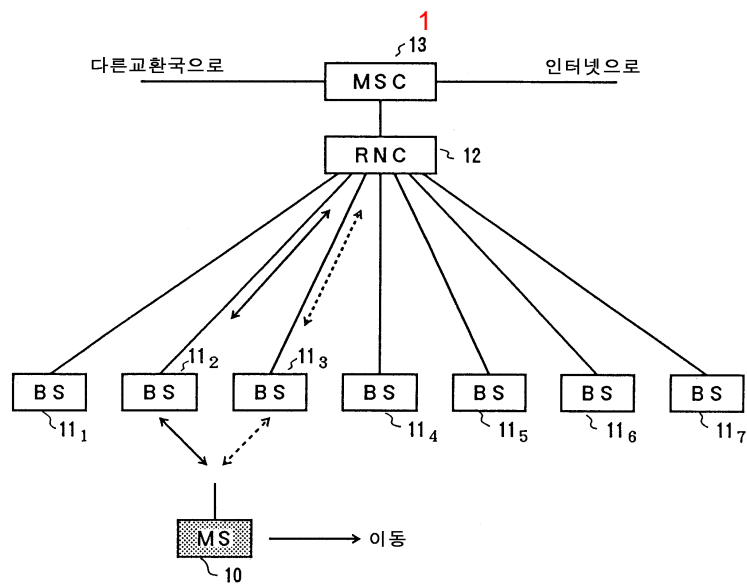 1
13
다른교환국으로 MSC 인터넷으로
RNC 12
11₂ 11₃
BS BS BS BS BS BS BS
11₁ 11₄ 11₅ 11₆ 11₇
MS 이동
10